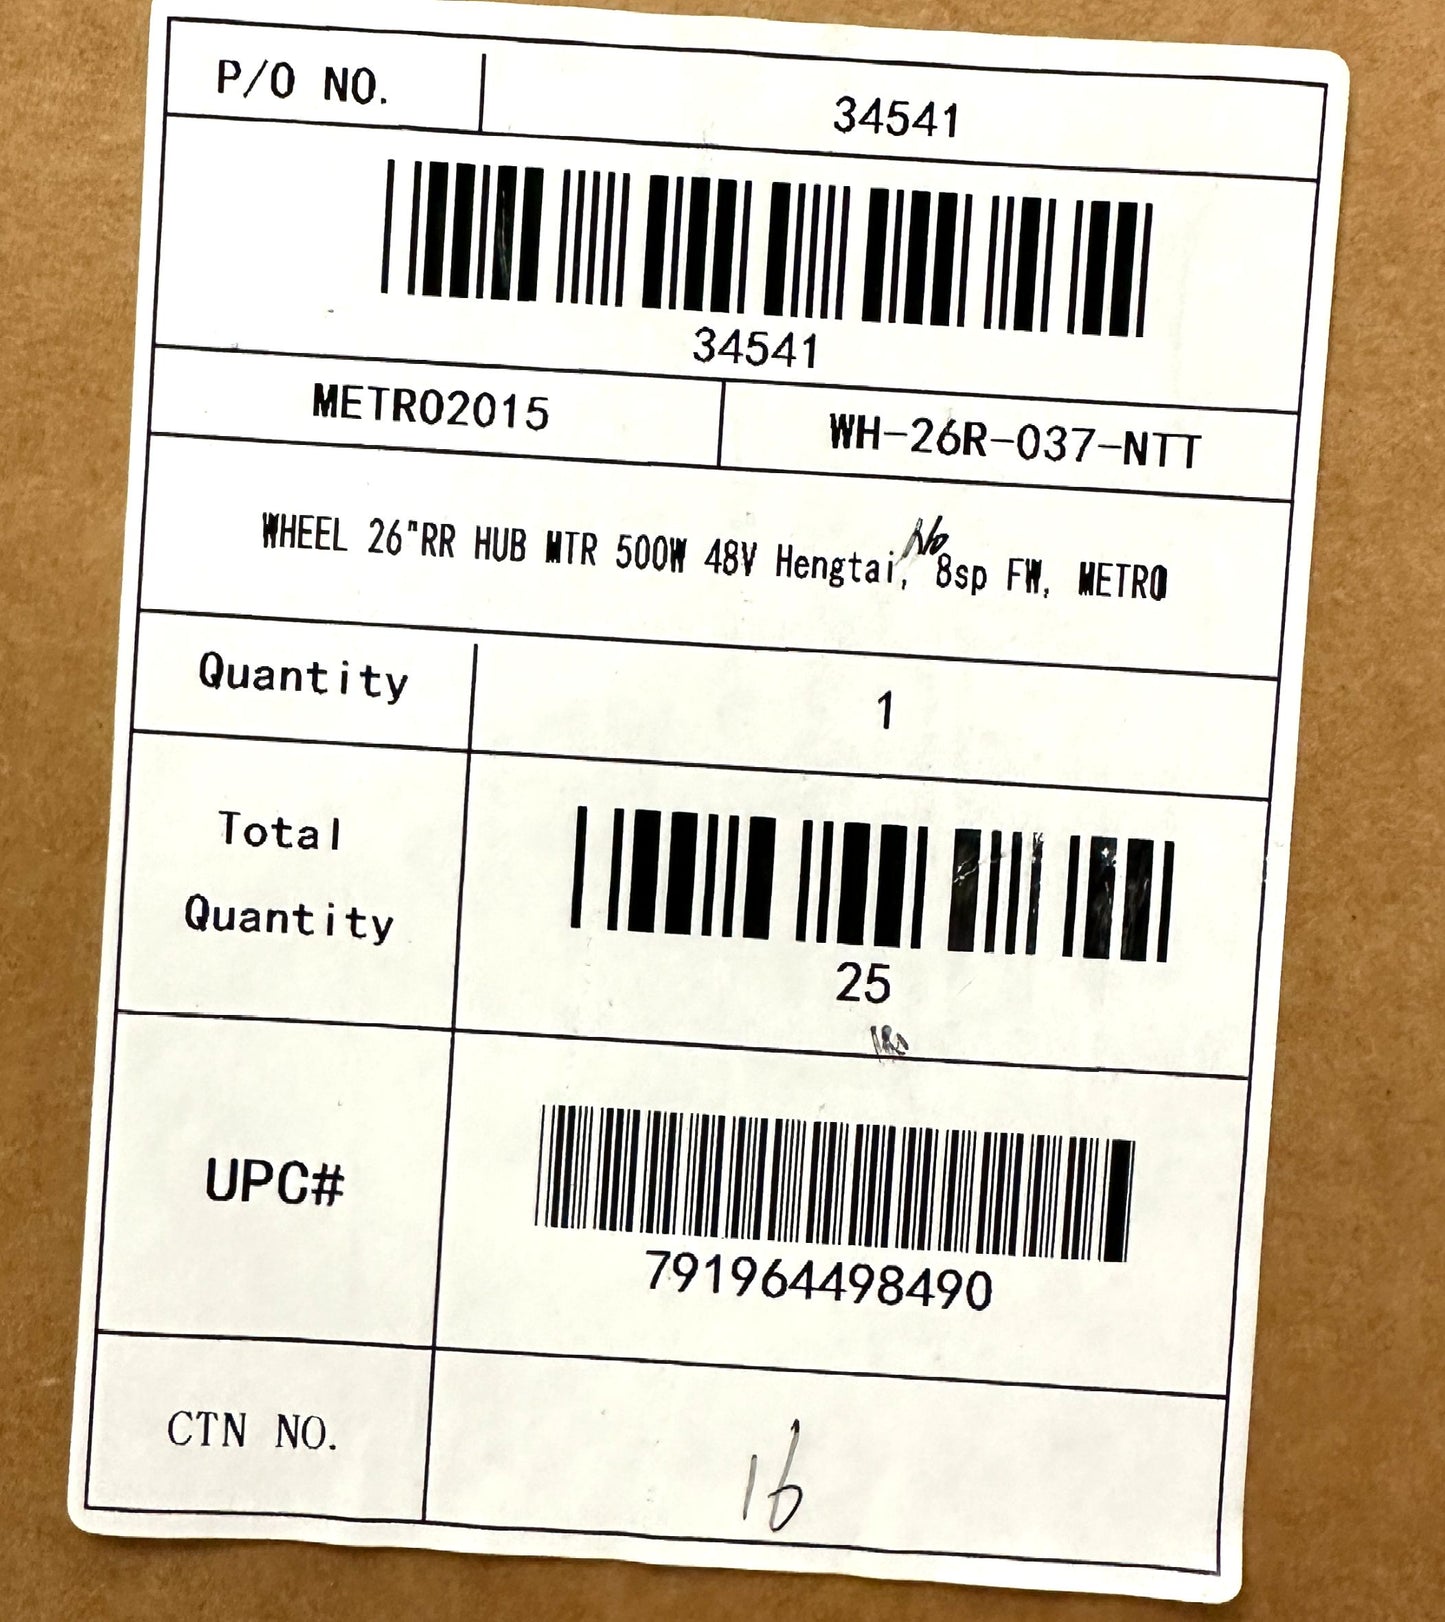 P/O NO. 34541
34541
METRO2015 WH-26R-037-NTT
No
WHEEL 26"RR HUB MTR 500W 48V Hengtai, 8sp FW, METRO
Quantity 1
Total
Quantity
25
UPC#
791964498490
CTN NO. 16